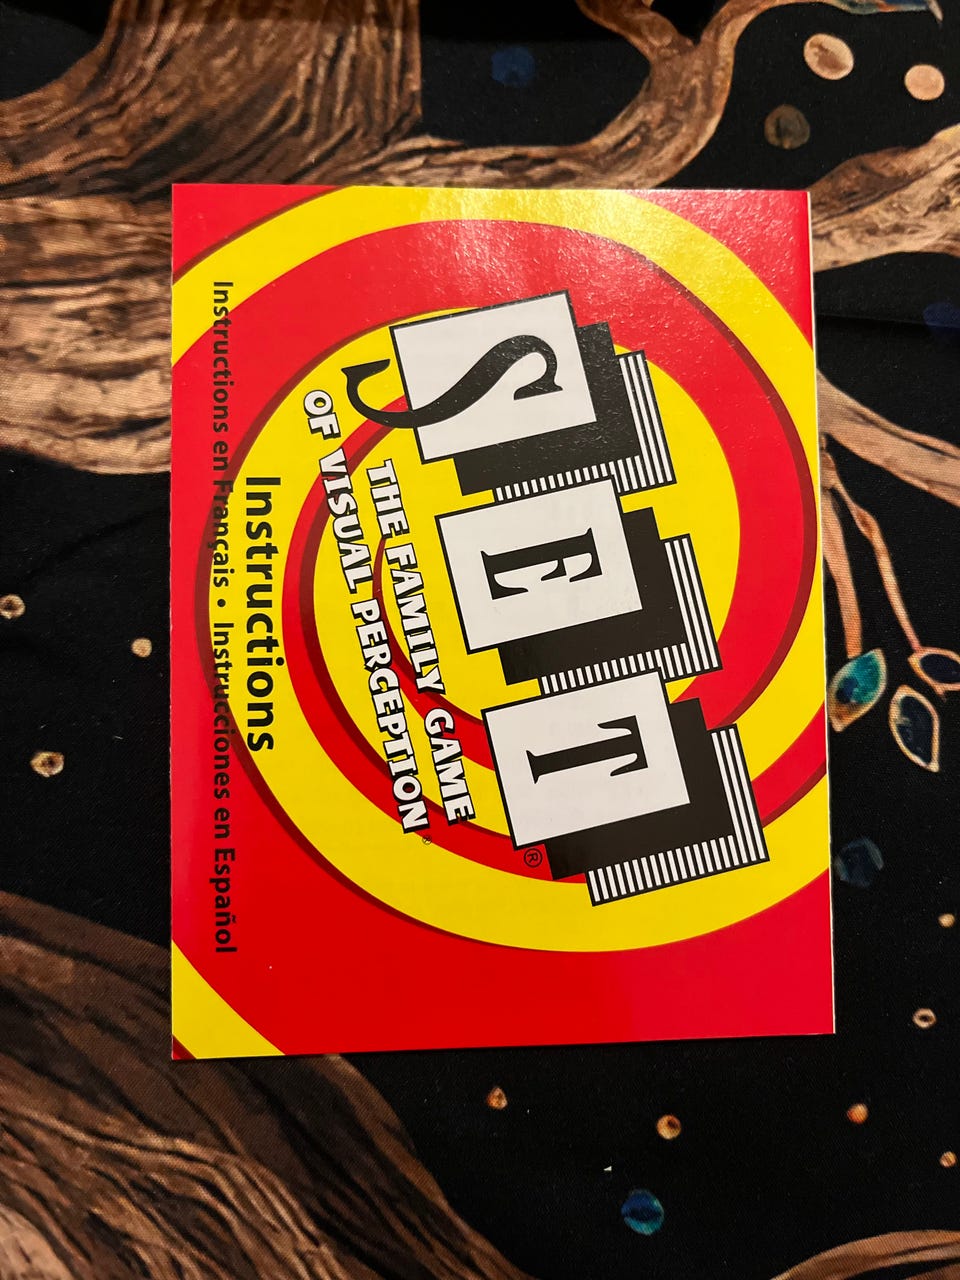 SET®
THE FAMILY GAME
OF VISUAL PERCEPTION®
Instructions
Instructions en Français • Instrucciones en Español